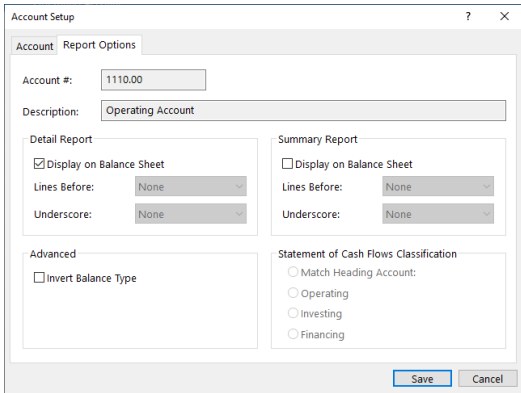 Account Setup
?
Account
Report Options
Account #:
1110.00
Description:
Operating Account
Detail Report
Display on Balance Sheet
Lines Before:
None
Underscore:
None
Summary Report
Display on Balance Sheet
Lines Before:
None
Underscore:
None
Advanced
Invert Balance Type
Statement of Cash Flows Classification
Match Heading Account:
Operating
Investing
Financing
Save
Cancel